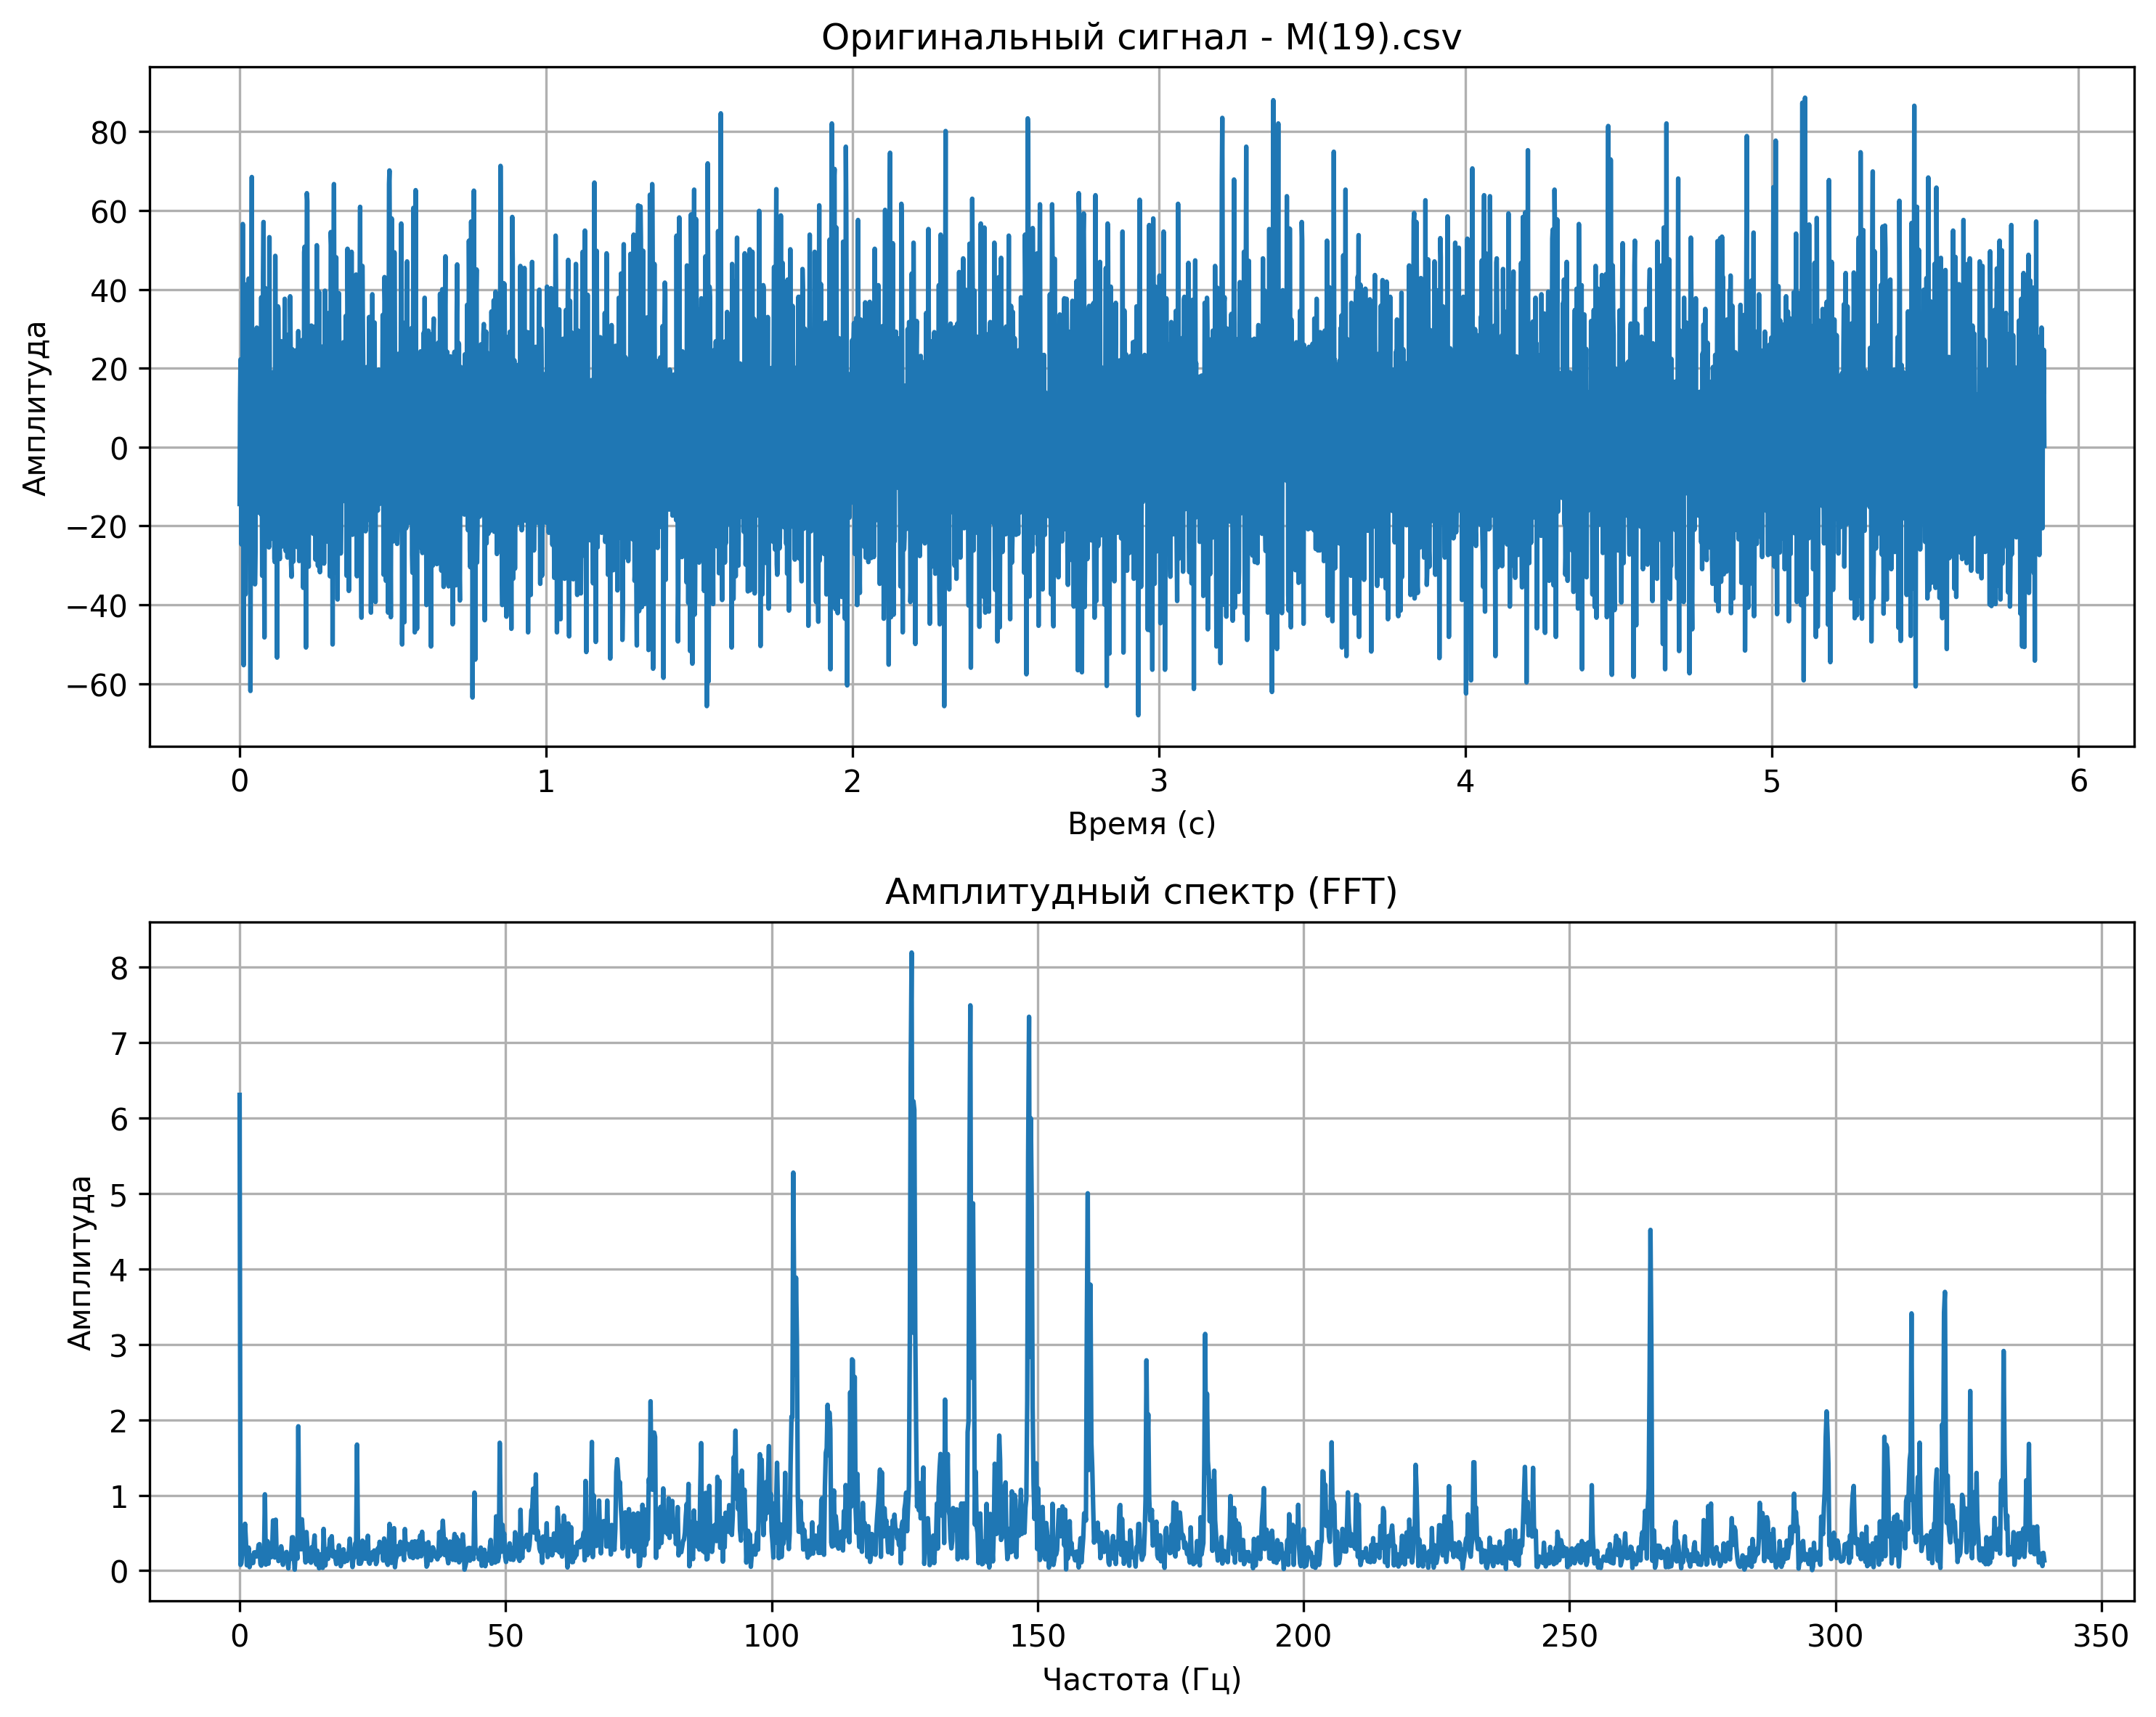 Оригинальный сигнал - M(19).csv
Амплитуда
80
60
40
20
0
−20
−40
−60
0 1 2 3 4 5 6
Время (с)
Амплитудный спектр (FFT)
Амплитуда
8
7
6
5
4
3
2
1
0
0 50 100 150 200 250 300 350
Частота (Гц)